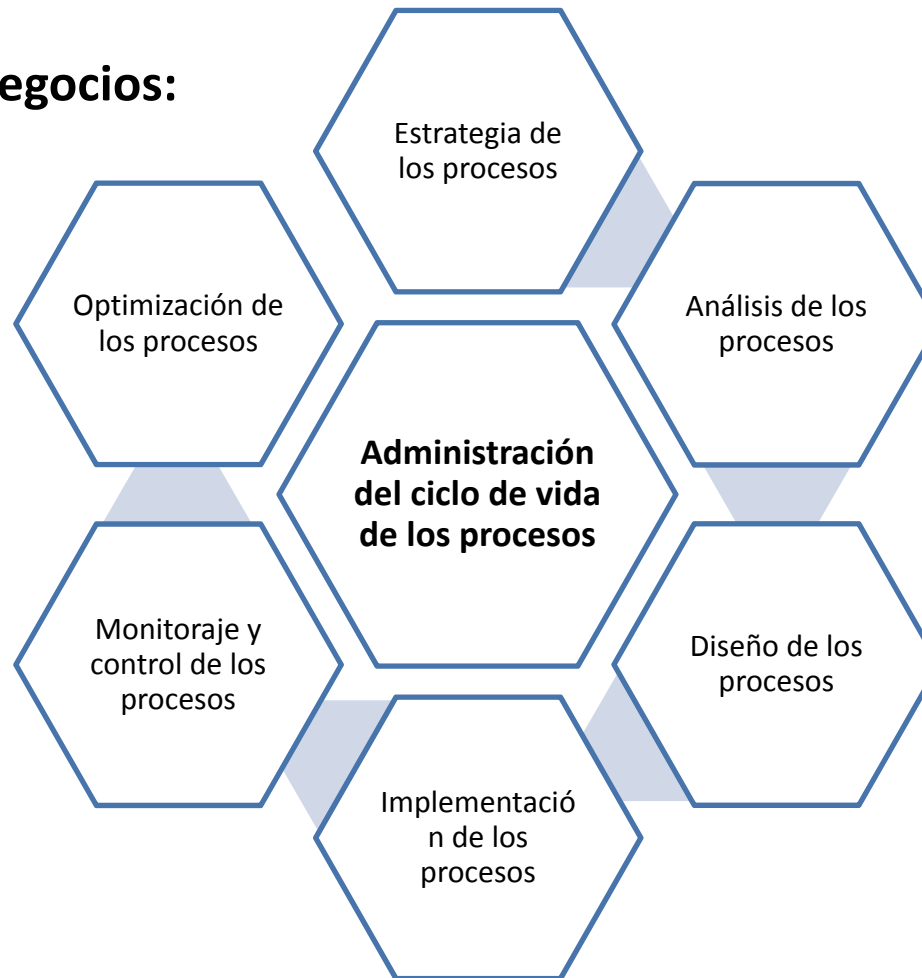 egocios:
Estrategia de
los procesos
Análisis de los
procesos
Diseño de los
procesos
Implementació
n de los
procesos
Monitoraje y
control de los
procesos
Optimización de
los procesos
Administración
del ciclo de vida
de los procesos